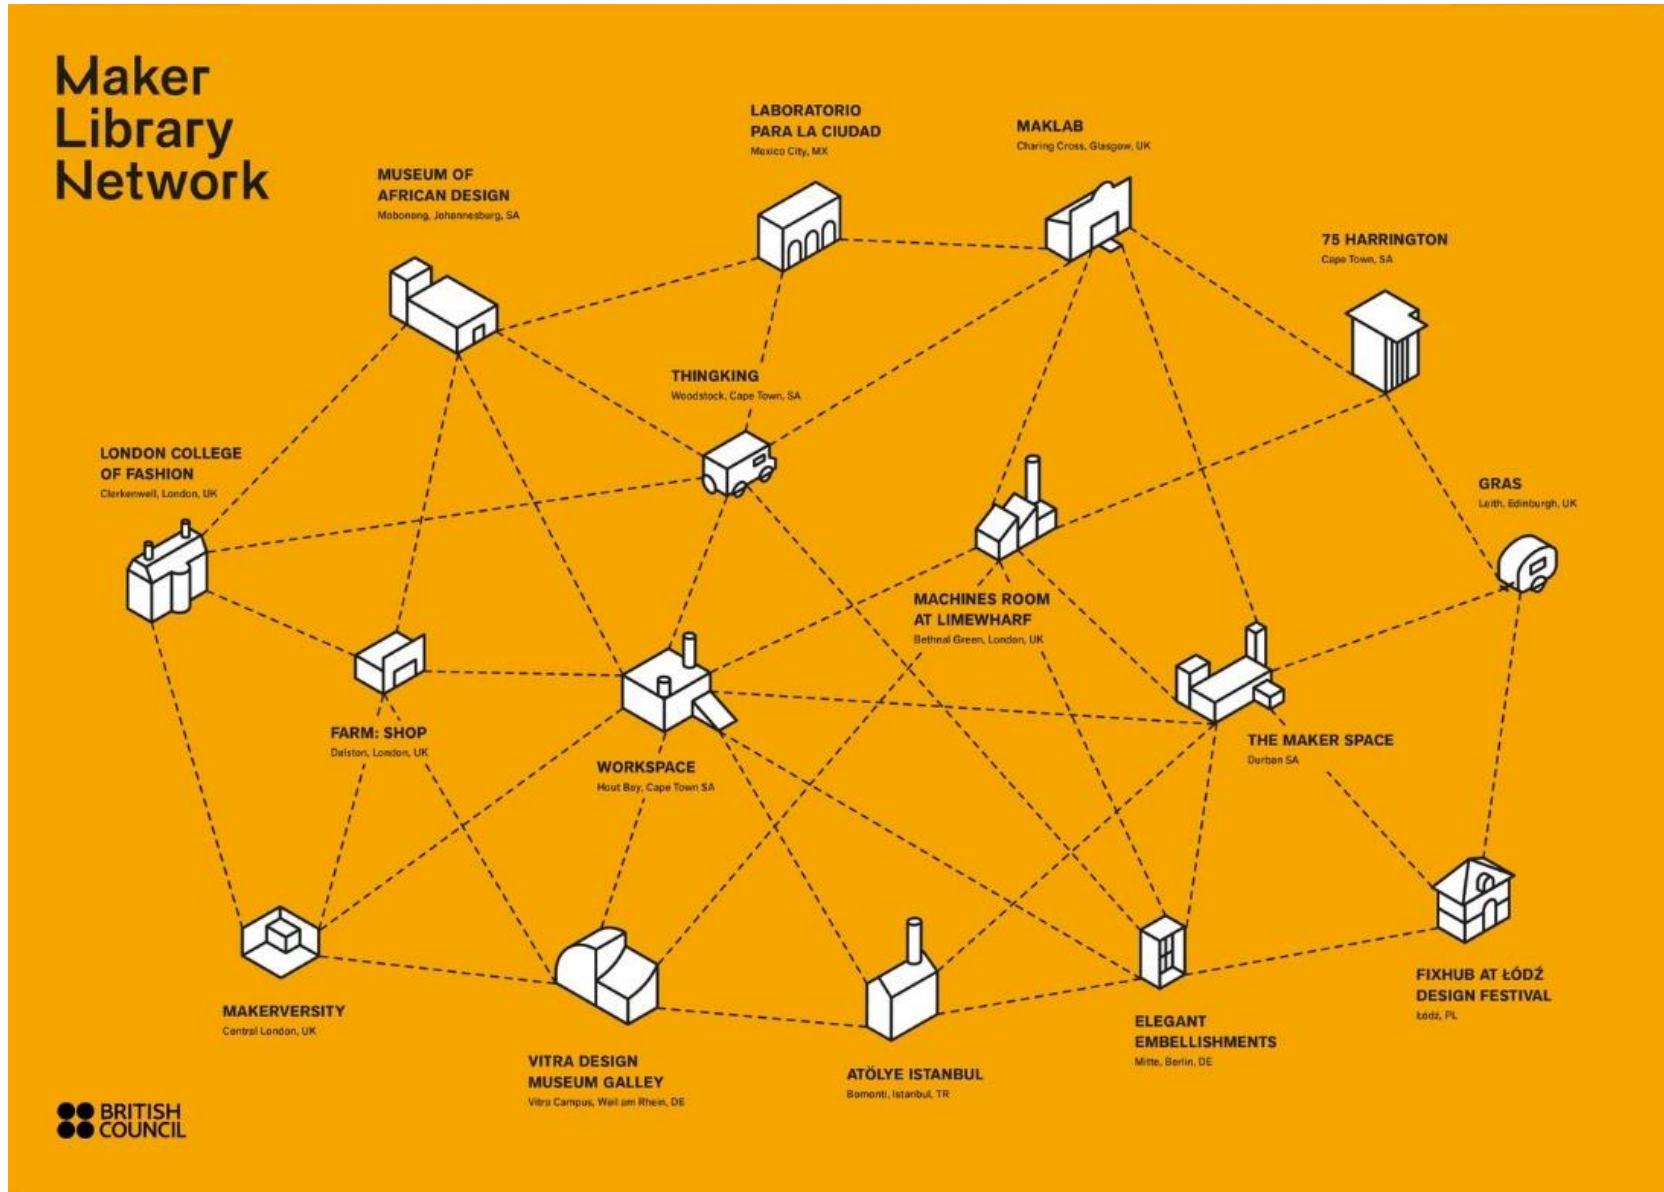 Maker
Library
Network
LABORATORIO
PARA LA CIUDAD
Mexico City, MX
MAKLAB
Charing Cross, Glasgow, UK
MUSEUM OF
AFRICAN DESIGN
Mobonong, Johannesburg, SA
75 HARRINGTON
Cape Town, SA
THINGKING
Woodstock, Cape Town, SA
LONDON COLLEGE
OF FASHION
Clerkenwell, London, UK
GRAS
Leith, Edinburgh, UK
MACHINES ROOM
AT LIMEWHARF
Bethnal Green, London, UK
FARM: SHOP
Dalston, London, UK
WORKSPACE
Hout Bay, Cape Town SA
THE MAKER SPACE
Durban SA
MAKERVERSITY
Central London, UK
VITRA DESIGN
MUSEUM GALLEY
Vitra Campus, Weil am Rhein, DE
ATÖLYE ISTANBUL
Bomonti, Istanbul, TR
ELEGANT
EMBELLISHMENTS
Mitte, Berlin, DE
FIXHUB AT ŁÓDŹ
DESIGN FESTIVAL
Łódź, PL
BRITISH
COUNCIL